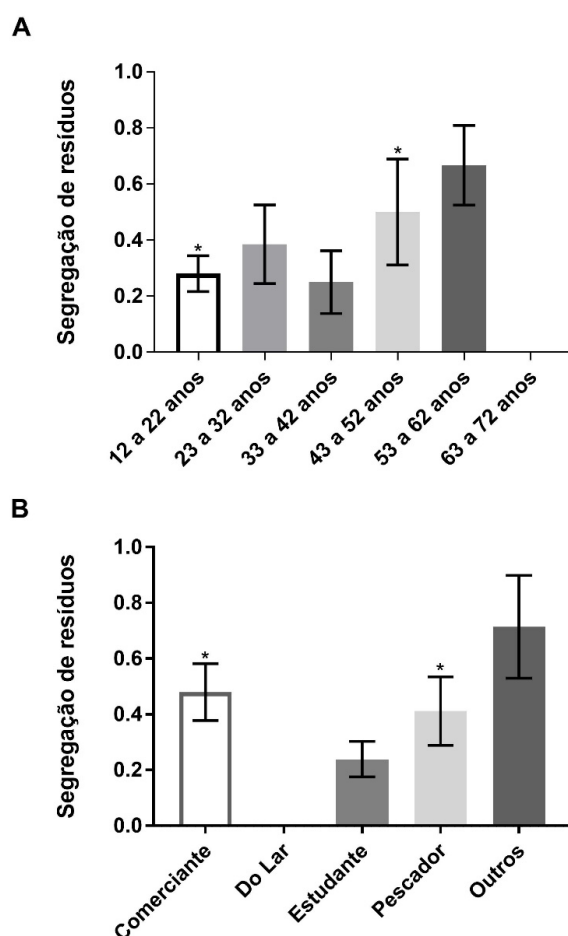 A
Segregação de resíduos
1.0
0.8
0.6
0.4
0.2
0.0
*
*
12 a 22 anos
23 a 32 anos
33 a 42 anos
43 a 52 anos
53 a 62 anos
63 a 72 anos
B
Segregação de resíduos
1.0
0.8
0.6
0.4
0.2
0.0
*
*
Comerciante
Do Lar
Estudante
Pescador
Outros